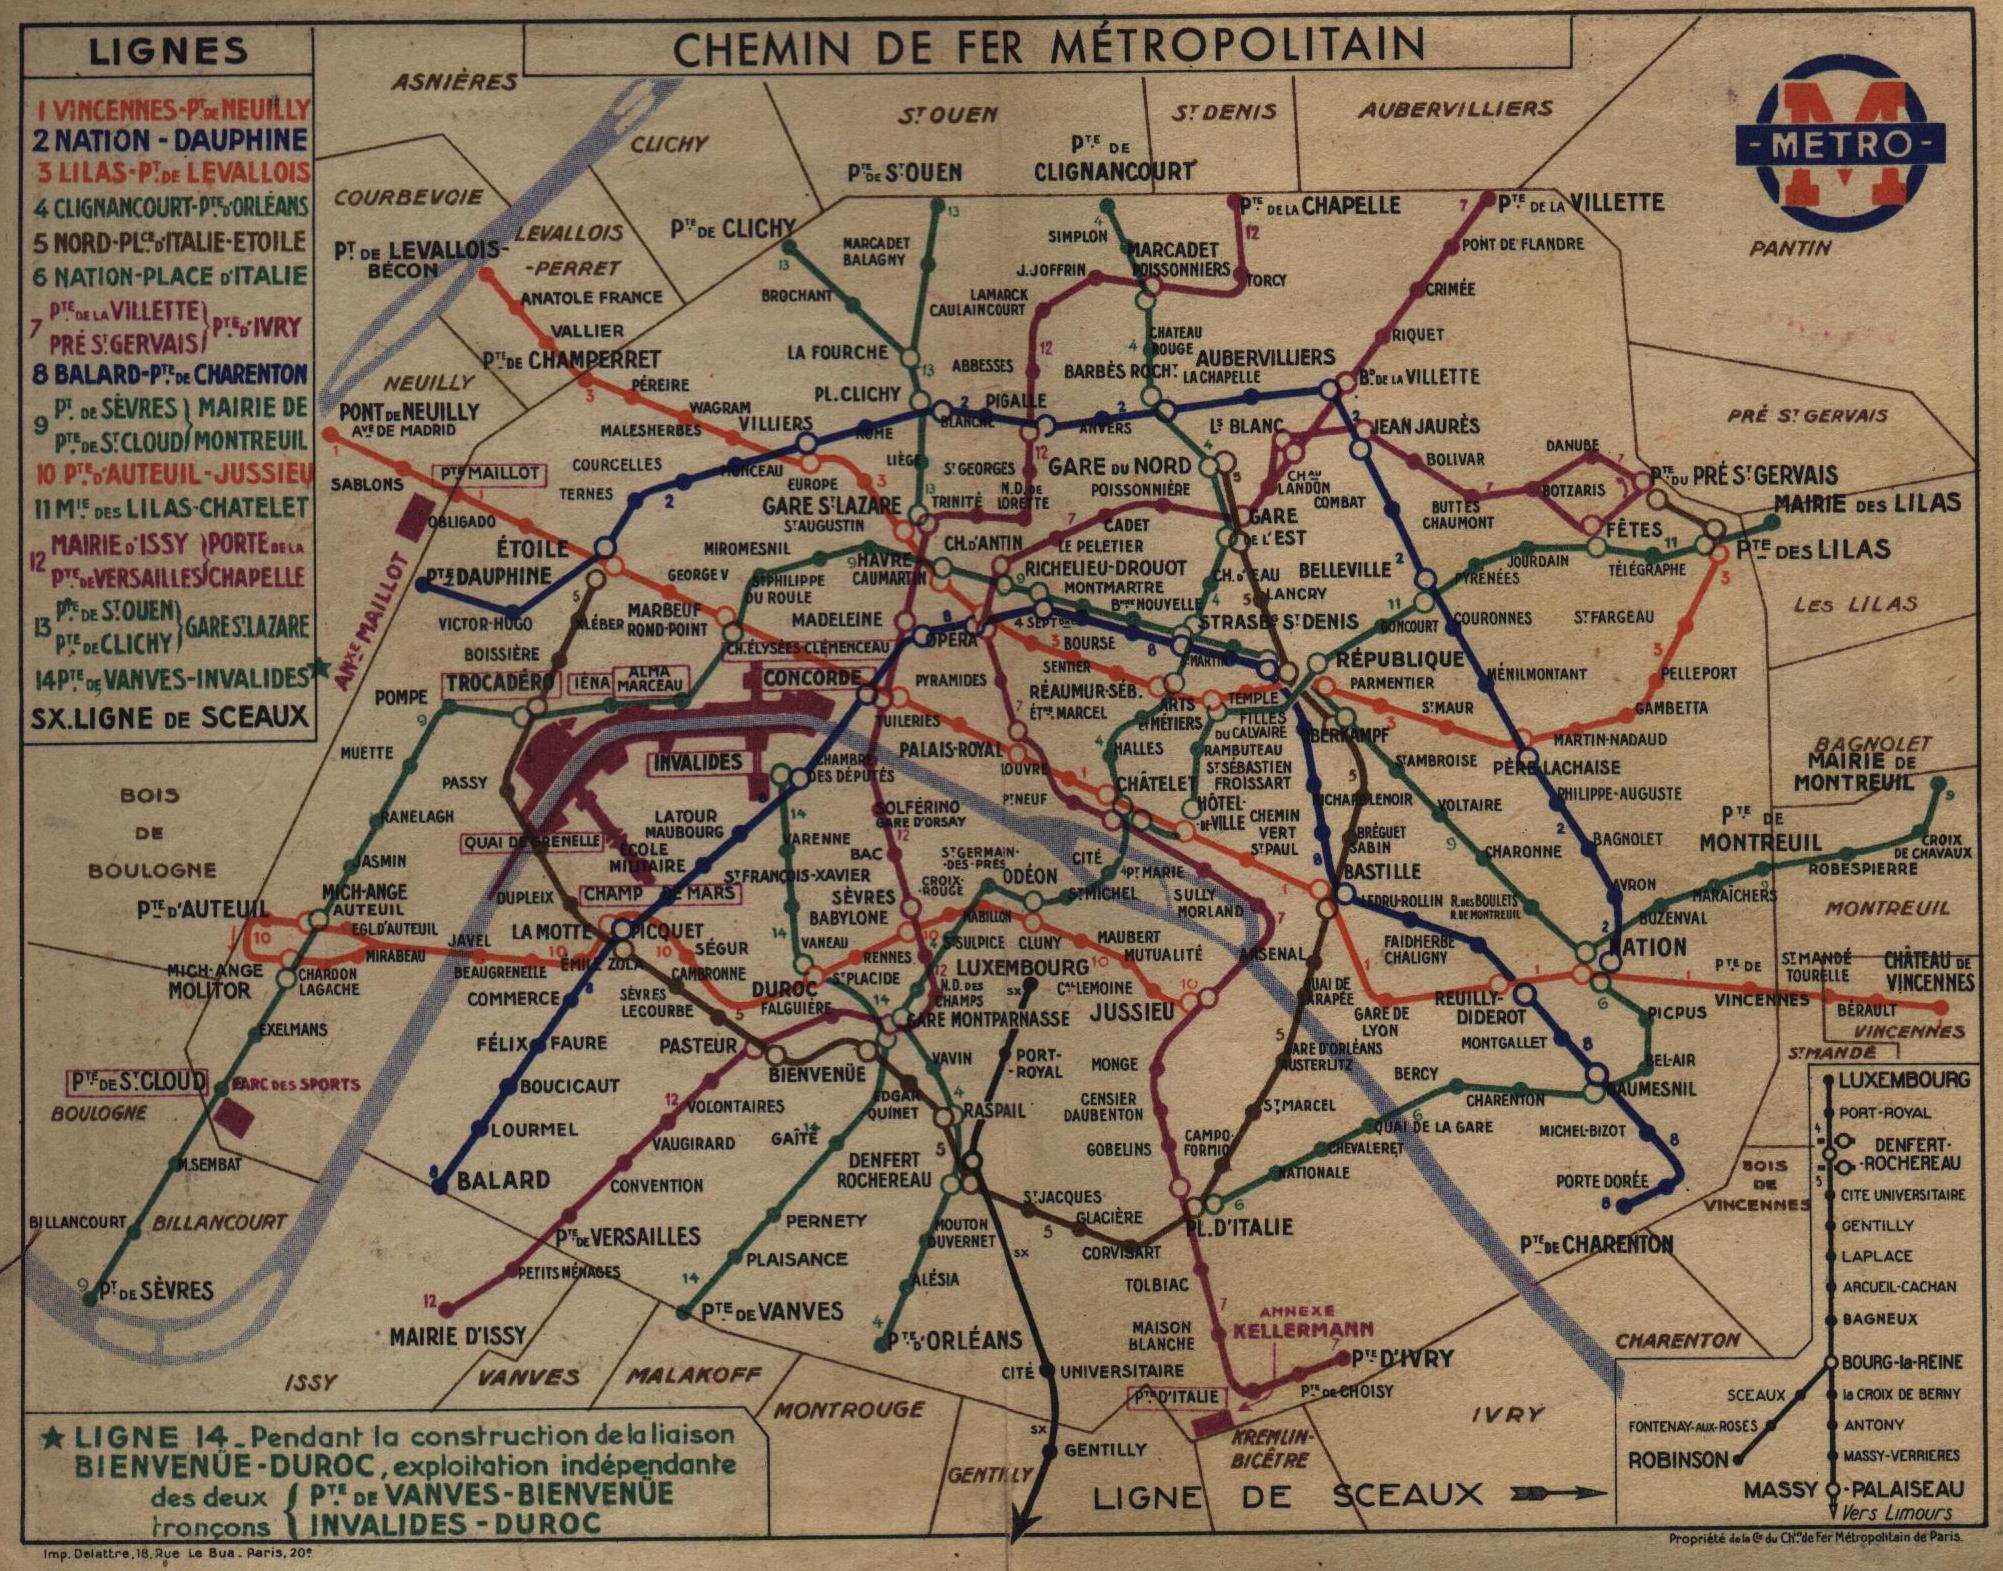 LIGNES
1 VINCENNES-PT DE NEUILLY
2 NATION - DAUPHINE
3 LILAS-PT DE LEVALLOIS
4 CLIGNANCOURT-PTE D'ORLÉANS
5 NORD-PLCE D'ITALIE-ETOILE
6 NATION-PLACE D'ITALIE
7 PTE DE LA VILLETTE
PRÉ ST GERVAIS
PTE D'IVRY
8 BALARD-PTE DE CHARENTON
9 PT. DE SÈVRES
PTE DE ST CLOUD
MAIRIE DE
MONTREUIL
10 PTE D'AUTEUIL-JUSSIEU
11 MIE DES LILAS-CHATELET
12 MAIRIE D'ISSY
PTE DE VERSAILLES
PORTE DE LA
CHAPELLE
13 PTE DE ST OUEN
PTE DE CLICHY
GARE ST LAZARE
14 PTE DE VANVES-INVALIDES★
SX. LIGNE DE SCEAUX
CHEMIN DE FER MÉTROPOLITAIN
M
- METRO -
ASNIÈRES
CLICHY
ST OUEN
ST DENIS
AUBERVILLIERS
COURBEVOIE
LEVALLOIS
-PERRET
NEUILLY
PANTIN
PRÉ ST GERVAIS
LES LILAS
BAGNOLET
MONTREUIL
VINCENNES
ST MANDÉ
BOIS
DE
VINCENNES
CHARENTON
IVRY
KREMLIN-
BICÊTRE
GENTILLY
MONTROUGE
MALAKOFF
VANVES
ISSY
BILLANCOURT
BOULOGNE
BOIS
DE
BOULOGNE
PTE DE ST OUEN
PTE DE
CLIGNANCOURT
PTE DE LA CHAPELLE
PTE DE LA VILLETTE
PTE DE CLICHY
MARCADET
BALAGNY
SIMPLON
MARCADET
POISSONNIERS
J. JOFFRIN
TORCY
PONT DE FLANDRE
BROCHANT
LAMARCK
CAULAINCOURT
CRIMÉE
PT DE LEVALLOIS-
BÉCON
ANATOLE FRANCE
VALLIER
PTE DE CHAMPERRET
LA FOURCHE
ABBESSES
CHATEAU
ROUGE
BARBÈS ROCHT
AUBERVILLIERS
LA CHAPELLE
RIQUET
BD DE LA VILLETTE
PÉREIRE
WAGRAM
MALESHERBES
VILLIERS
ROME
PL. CLICHY
BLANCHE
PIGALLE
ANVERS
LS BLANC
JEAN JAURÈS
DANUBE
PTE DU PRÉ ST GERVAIS
PONT DE NEUILLY
AVE DE MADRID
SABLONS
PTE MAILLOT
OBLIGADO
ANXE MAILLOT
COURCELLES
TERNES
MONCEAU
EUROPE
LIÈGE
ST GEORGES
N.D. DE
LORETTE
TRINITÉ
GARE DU NORD
POISSONNIÈRE
CHAU
LANDON
COMBAT
BOLIVAR
BUTTES
CHAUMONT
BOTZARIS
MAIRIE DES LILAS
FÊTES
PTE DES LILAS
GARE ST LAZARE
ST AUGUSTIN
CADET
LE PELETIER
GARE
DE L'EST
ÉTOILE
MIROMESNIL
HAVRE
CAUMARTIN
CH. D'ANTIN
RICHELIEU-DROUOT
MONTMARTRE
BNE NOUVELLE
CH. D'EAU
LANCRY
BELLEVILLE
PYRÉNÉES
JOURDAIN
TÉLÉGRAPHE
PTE DAUPHINE
VICTOR-HUGO
GEORGE V
ST PHILIPPE
DU ROULE
KLÉBER
MARBEUF
ROND-POINT
MADELEINE
OPÉRA
4 SEPTBRE
BOURSE
SENTIER
STRASBG ST DENIS
ST MARTIN
GONCOURT
COURONNES
ST FARGEAU
BOISSIÈRE
CH. ÉLYSÉES-CLÉMENCEAU
CONCORDE
PYRAMIDES
RÉAUMUR-SÉB.
ÉTNE MARCEL
ARTS
ET MÉTIERS
TEMPLE
RÉPUBLIQUE
PARMENTIER
MÉNILMONTANT
PELLEPORT
POMPE
TROCADÉRO
IÉNA
ALMA
MARCEAU
TUILERIES
FILLES
DU CALVAIRE
OBERKAMPF
ST MAUR
GAMBETTA
MARTIN-NADAUD
MUETTE
PASSY
INVALIDES
CHAMBRE
DES DÉPUTÉS
PALAIS-ROYAL
LOUVRE
HALLES
RAMBUTEAU
ST SÉBASTIEN
FROISSART
ST AMBROISE
PÈRE LACHAISE
RANELAGH
LATOUR
MAUBOURG
SOLFÉRINO
GARE D'ORSAY
PT NEUF
CHÂTELET
HÔTEL-
DE-VILLE
CHEMIN
VERT
RICHARD LENOIR
VOLTAIRE
PHILIPPE-AUGUSTE
MAIRIE DE
MONTREUIL
QUAI DE GRENELLE
ÉCOLE
MILITAIRE
VARENNE
BAC
ST GERMAIN-
DES-PRÉS
CITÉ
ST PAUL
BRÉGUET
SABIN
CHARONNE
BAGNOLET
PTE DE
MONTREUIL
CROIX
DE CHAVAUX
ROBESPIERRE
JASMIN
DUPLEIX
CHAMP DE MARS
ST FRANÇOIS-XAVIER
SÈVRES
BABYLONE
CROIX-
ROUGE
ODÉON
ST MICHEL
PT MARIE
SULLY
MORLAND
BASTILLE
LEDRU-ROLLIN
R. DES BOULETS
R. DE MONTREUIL
AVRON
MARAÎCHERS
BUZENVAL
PTE D'AUTEUIL
MICH-ANGE
AUTEUIL
EGL. D'AUTEUIL
MIRABEAU
JAVEL
BEAUGRENELLE
LA MOTTE PICQUET
ÉMILE ZOLA
SÉGUR
CAMBRONNE
VANEAU
MABILLON
ST SULPICE
CLUNY
MAUBERT
MUTUALITÉ
ARSENAL
FAIDHERBE
CHALIGNY
NATION
MICH-ANGE
MOLITOR
CHARDON
LAGACHE
COMMERCE
SÈVRES
LECOURBE
DUROC
FALGUIÈRE
ST PLACIDE
RENNES
N.D. DES
CHAMPS
LUXEMBOURG
CAL LEMOINE
JUSSIEU
QUAI DE
LA RAPÉE
GARE DE
LYON
REUILLY-
DIDEROT
PICPUS
PTE DE
VINCENNES
ST MANDÉ
TOURELLE
CHÂTEAU DE
VINCENNES
BÉRAULT
EXELMANS
FÉLIX FAURE
PASTEUR
GARE MONTPARNASSE
BIENVENÜE
VAVIN
PORT-
ROYAL
MONGE
GARE D'ORLÉANS
AUSTERLITZ
MONTGALLET
BEL-AIR
PTE DE ST CLOUD
PARC DES SPORTS
BOUCICAUT
VOLONTAIRES
EDGAR
QUINET
RASPAIL
CENSIER
DAUBENTON
ST MARCEL
BERCY
CHARENTON
DAUMESNIL
LOURMEL
VAUGIRARD
GAÎTÉ
DENFERT
ROCHEREAU
GOBELINS
CAMPO-
FORMIO
CHEVALERET
QUAI DE LA GARE
MICHEL-BIZOT
M. SEMBAT
BALARD
CONVENTION
ST JACQUES
GLACIÈRE
CORVISART
NATIONALE
PORTE DORÉE
BILLANCOURT
PTE DE VERSAILLES
PERNETY
MOUTON
DUVERNET
PL. D'ITALIE
PTE DE CHARENTON
PT DE SÈVRES
PETITS MÉNAGES
PLAISANCE
ALÉSIA
TOLBIAC
MAIRIE D'ISSY
PTE DE VANVES
PTE D'ORLÉANS
MAISON
BLANCHE
ANNEXE
KELLERMANN
CITÉ UNIVERSITAIRE
PTE D'ITALIE
PTE DE CHOISY
PTE D'IVRY
GENTILLY
LIGNE DE SCEAUX
LUXEMBOURG
PORT-ROYAL
DENFERT-
-ROCHEREAU
CITE UNIVERSITAIRE
GENTILLY
LAPLACE
ARCUEIL-CACHAN
BAGNEUX
BOURG-la-REINE
SCEAUX
la CROIX DE BERNY
FONTENAY-AUX-ROSES
ANTONY
ROBINSON
MASSY-VERRIERES
MASSY-PALAISEAU
Vers Limours
★ LIGNE 14_Pendant la construction de la liaison
BIENVENÜE-DUROC, exploitation indépendante
des deux PTE DE VANVES-BIENVENÜE
tronçons INVALIDES - DUROC
Imp. Delattre, 18, Rue Le Bua. Paris, 20e
Propriété de la Cie du Chin de Fer Métropolitain de Paris.